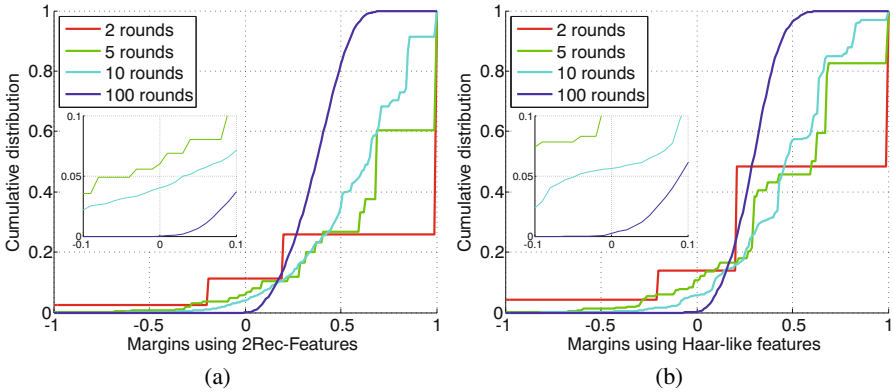 Cumulative distribution
1
0.8
0.6
0.4
0.2
0
-1
-0.5
0
0.5
1
2 rounds
5 rounds
10 rounds
100 rounds
0.1
0.05
0
-0.1
0
0.1
Margins using 2Rec-Features
(a)
Cumulative distribution
1
0.8
0.6
0.4
0.2
0
-1
-0.5
0
0.5
1
2 rounds
5 rounds
10 rounds
100 rounds
0.1
0.05
0
-0.1
0
0.1
Margins using Haar-like features
(b)